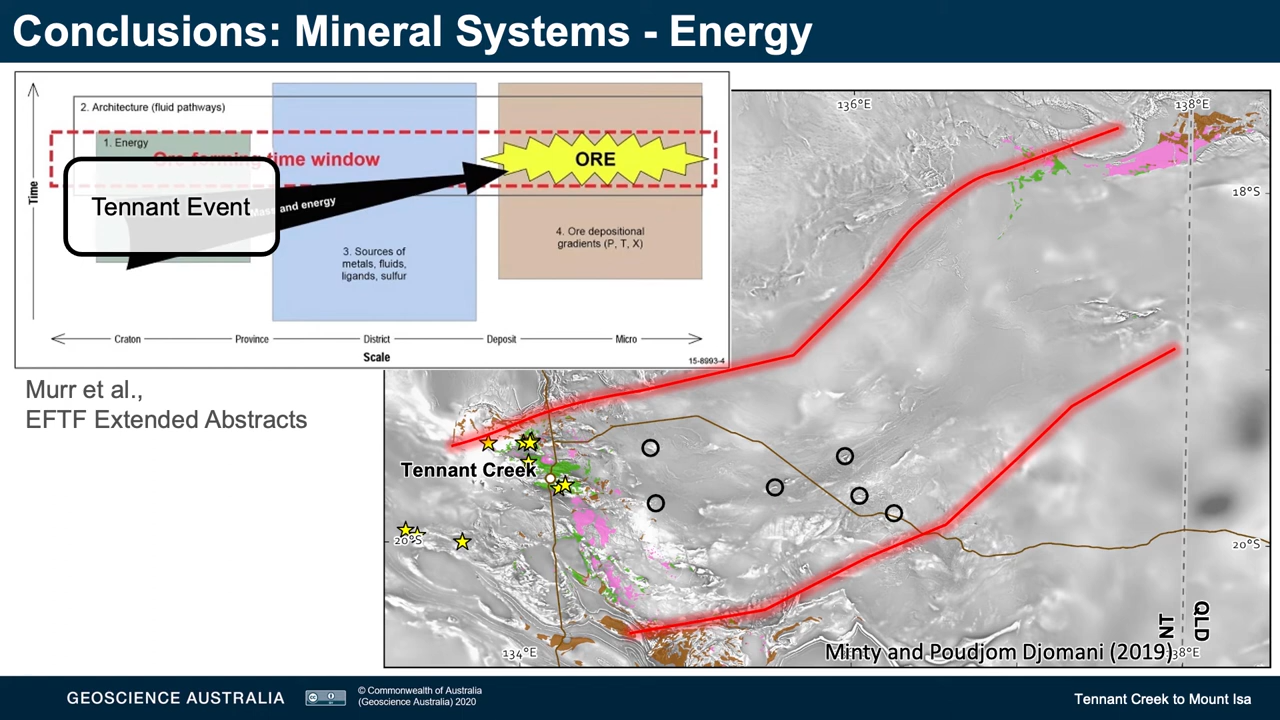 Conclusions: Mineral Systems - Energy
2. Architecture (fluid pathways)
1. Energy
Ore-forming time window
ORE
Tennant Event
Mass and energy
Time
3. Sources of
metals, fluids,
ligands, sulfur
4. Ore depositional
gradients (P, T, X)
Craton
Province
District
Deposit
Micro
Scale
15-8993-4
Murr et al.,
EFTF Extended Abstracts
136°E
138°E
18°S
Tennant Creek
20°S
20°S
134°E
NT
QLD
Minty and Poudjom Djomani (2019)
38°E
GEOSCIENCE AUSTRALIA
cc
BY
© Commonwealth of Australia
(Geoscience Australia) 2020
Tennant Creek to Mount Isa